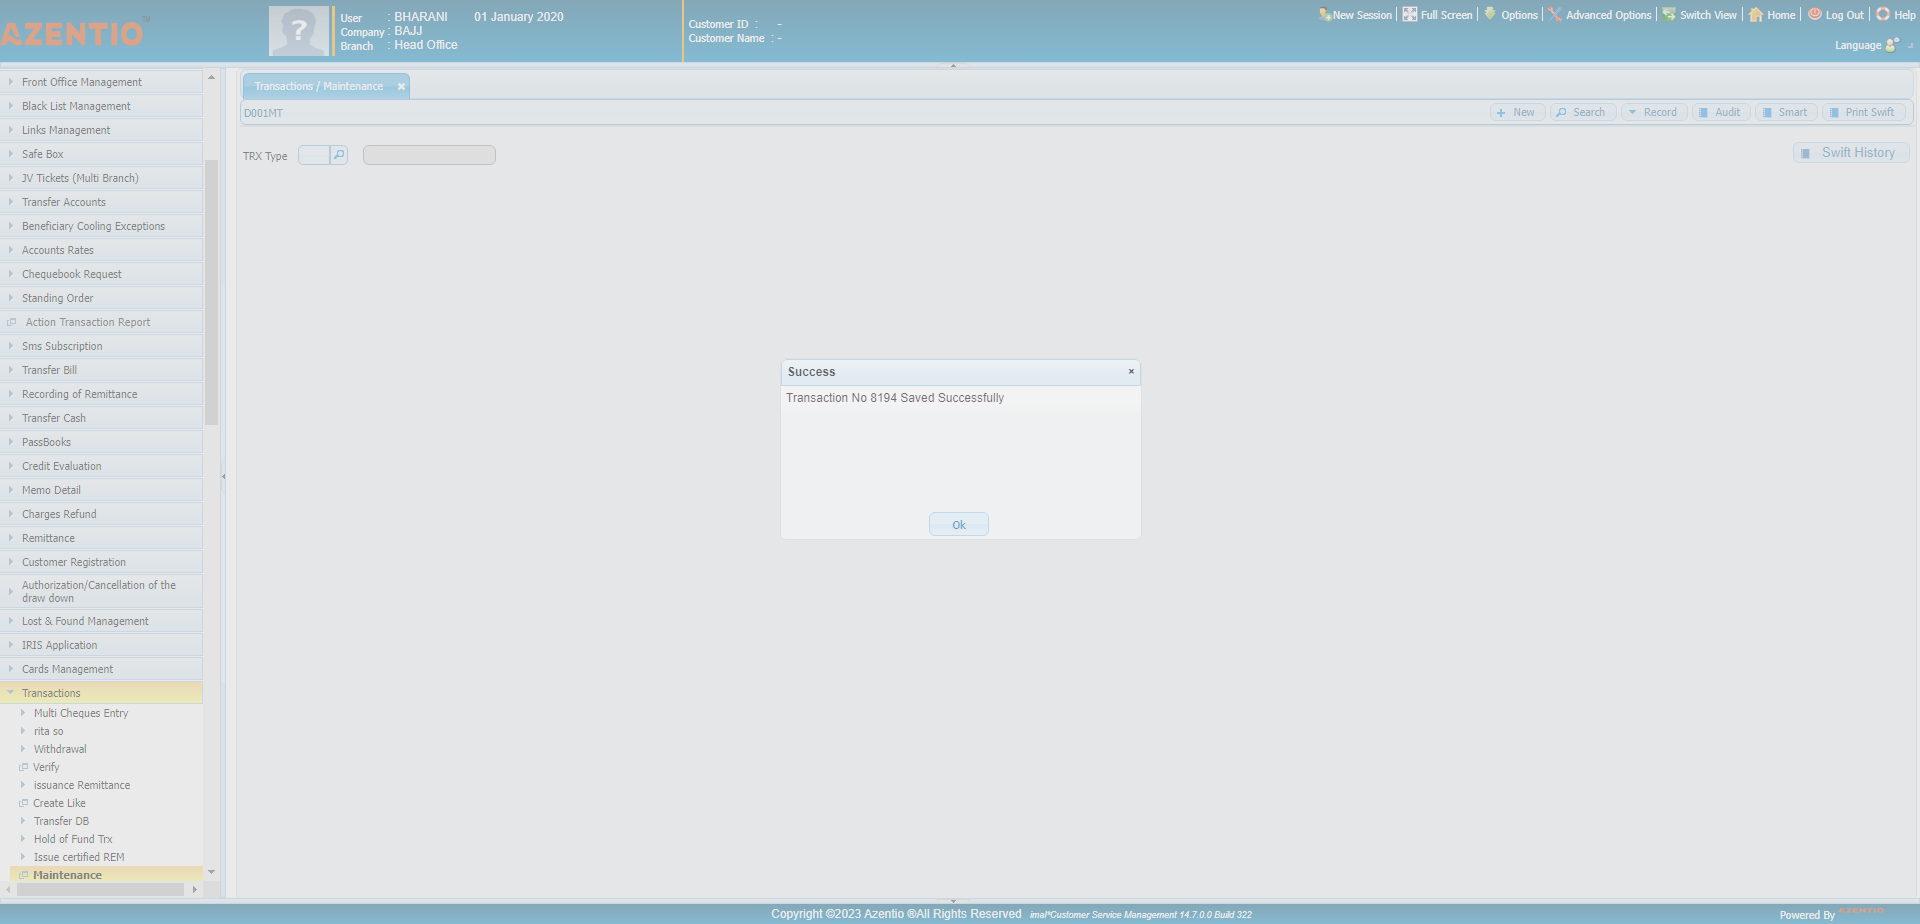 AZENTIO™
User : BHARANI 01 January 2020
Company : BAJJ
Branch : Head Office
Customer ID : -
Customer Name : -
New Session Full Screen Options Advanced Options Switch View Home Log Out Help
Language
Front Office Management
Black List Management
Links Management
Safe Box
JV Tickets (Multi Branch)
Transfer Accounts
Beneficiary Cooling Exceptions
Accounts Rates
Chequebook Request
Standing Order
Action Transaction Report
Sms Subscription
Transfer Bill
Recording of Remittance
Transfer Cash
PassBooks
Credit Evaluation
Memo Detail
Charges Refund
Remittance
Customer Registration
Authorization/Cancellation of the
draw down
Lost & Found Management
IRIS Application
Cards Management
Transactions
Multi Cheques Entry
rita so
Withdrawal
Verify
issuance Remittance
Create Like
Transfer DB
Hold of Fund Trx
Issue certified REM
Maintenance
Transactions / Maintenance
D001MT
New Search Record Audit Smart Print Swift
TRX Type
Swift History
Success
Transaction No 8194 Saved Successfully
Ok
Copyright ©2023 Azentio ®All Rights Reserved imal®Customer Service Management 14.7.0.0 Build 322
Powered By AZENTIO